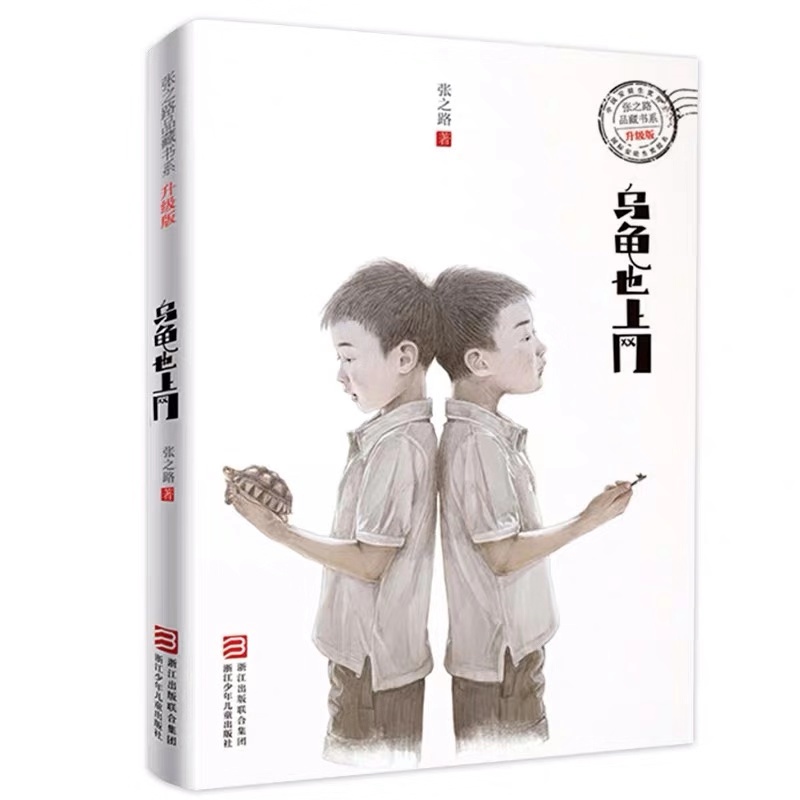 张之路品藏书系 升级版
乌龟也上网
张之路 著
浙江出版联合集团
浙江少年儿童出版社
张之路 著
张之路
品藏书系
升级版
乌龟也上网
浙江出版联合集团
浙江少年儿童出版社